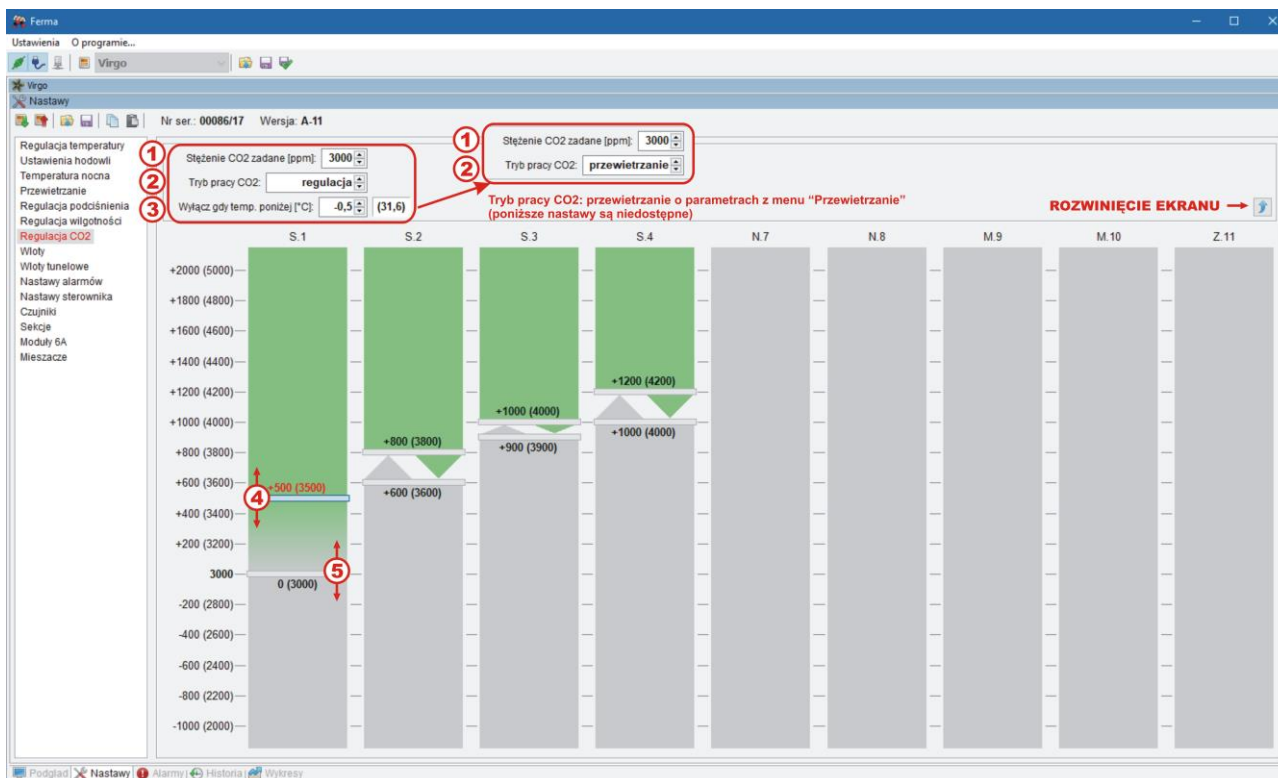 Ferma
Ustawienia O programie...
Virgo
Virgo
Nastawy
Nr ser.: 00086/17 Wersja: A-11
Regulacja temperatury
Ustawienia hodowli
Temperatura nocna
Przewietrzanie
Regulacja podciśnienia
Regulacja wilgotności
Regulacja CO2
Wloty
Wloty tunelowe
Nastawy alarmów
Nastawy sterownika
Czujniki
Sekcje
Moduły 6A
Mieszacze
1 Stężenie CO2 zadane [ppm]: 3000
2 Tryb pracy CO2: regulacja
3 Wyłącz gdy temp. poniżej [°C]: -0,5 (31,6)
1 Stężenie CO2 zadane [ppm]: 3000
2 Tryb pracy CO2: przewietrzanie
Tryb pracy CO2: przewietrzanie o parametrach z menu “Przewietrzanie”
(poniższe nastawy są niedostępne)
ROZWINIĘCIE EKRANU
S.1 S.2 S.3 S.4 N.7 N.8 M.9 M.10 Z.11
+2000 (5000)
+1800 (4800)
+1600 (4600)
+1400 (4400)
+1200 (4200)
+1000 (4000)
+800 (3800)
+600 (3600)
+400 (3400)
+200 (3200)
3000
-200 (2800)
-400 (2600)
-600 (2400)
-800 (2200)
-1000 (2000)
+500 (3500)
4
0 (3000)
5
+800 (3800)
+600 (3600)
+1000 (4000)
+900 (3900)
+1200 (4200)
+1000 (4000)
Podgląd Nastawy Alarmy Historia Wykresy